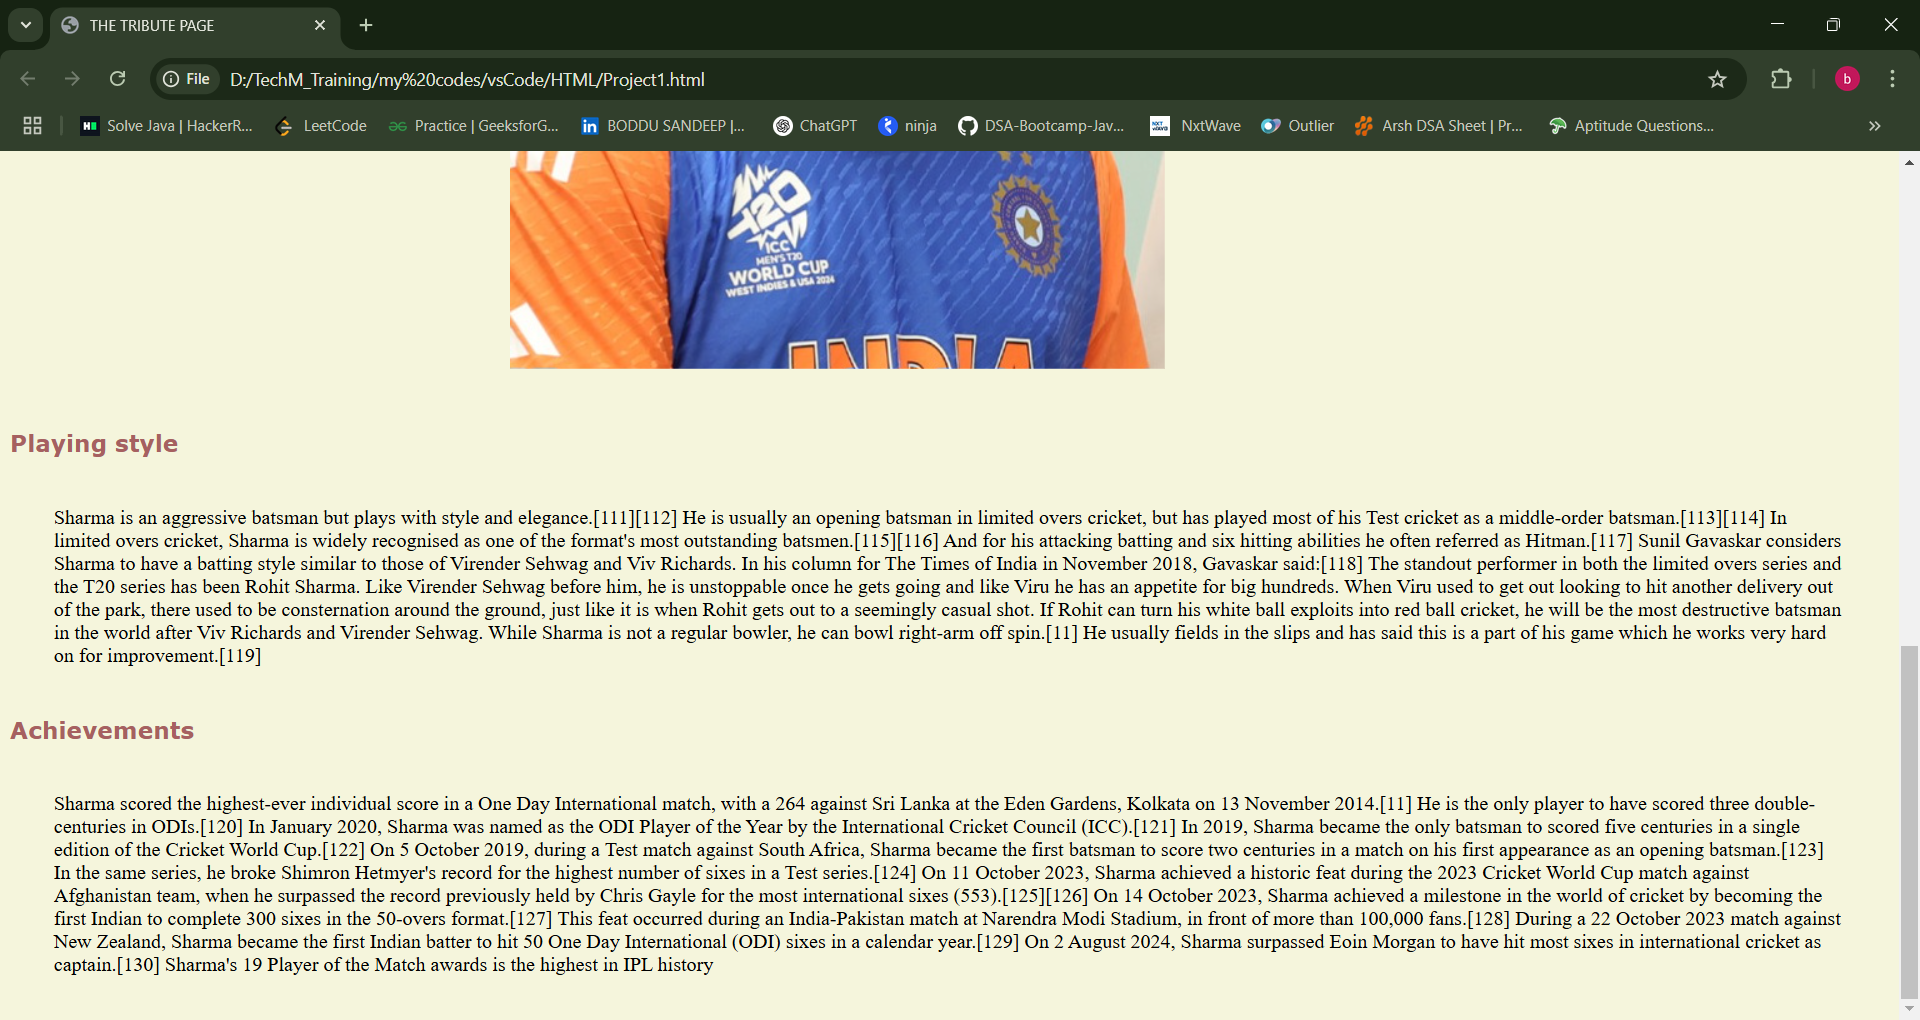 THE TRIBUTE PAGE
File
D:/TechM_Training/my%20codes/vsCode/HTML/Project1.html
b
Solve Java | HackerR...
LeetCode
Practice | GeeksforG...
BODDU SANDEEP |...
ChatGPT
ninja
DSA-Bootcamp-Jav...
NxtWave
Outlier
Arsh DSA Sheet | Pr...
Aptitude Questions...
T20
ICC
MEN'S T20
WORLD CUP
WEST INDIES & USA 2024
INDIA
Playing style
Sharma is an aggressive batsman but plays with style and elegance.[111][112] He is usually an opening batsman in limited overs cricket, but has played most of his Test cricket as a middle-order batsman.[113][114] In
limited overs cricket, Sharma is widely recognised as one of the format's most outstanding batsmen.[115][116] And for his attacking batting and six hitting abilities he often referred as Hitman.[117] Sunil Gavaskar considers
Sharma to have a batting style similar to those of Virender Sehwag and Viv Richards. In his column for The Times of India in November 2018, Gavaskar said:[118] The standout performer in both the limited overs series and
the T20 series has been Rohit Sharma. Like Virender Sehwag before him, he is unstoppable once he gets going and like Viru he has an appetite for big hundreds. When Viru used to get out looking to hit another delivery out
of the park, there used to be consternation around the ground, just like it is when Rohit gets out to a seemingly casual shot. If Rohit can turn his white ball exploits into red ball cricket, he will be the most destructive batsman
in the world after Viv Richards and Virender Sehwag. While Sharma is not a regular bowler, he can bowl right-arm off spin.[11] He usually fields in the slips and has said this is a part of his game which he works very hard
on for improvement.[119]
Achievements
Sharma scored the highest-ever individual score in a One Day International match, with a 264 against Sri Lanka at the Eden Gardens, Kolkata on 13 November 2014.[11] He is the only player to have scored three double-
centuries in ODIs.[120] In January 2020, Sharma was named as the ODI Player of the Year by the International Cricket Council (ICC).[121] In 2019, Sharma became the only batsman to scored five centuries in a single
edition of the Cricket World Cup.[122] On 5 October 2019, during a Test match against South Africa, Sharma became the first batsman to score two centuries in a match on his first appearance as an opening batsman.[123]
In the same series, he broke Shimron Hetmyer's record for the highest number of sixes in a Test series.[124] On 11 October 2023, Sharma achieved a historic feat during the 2023 Cricket World Cup match against
Afghanistan team, when he surpassed the record previously held by Chris Gayle for the most international sixes (553).[125][126] On 14 October 2023, Sharma achieved a milestone in the world of cricket by becoming the
first Indian to complete 300 sixes in the 50-overs format.[127] This feat occurred during an India-Pakistan match at Narendra Modi Stadium, in front of more than 100,000 fans.[128] During a 22 October 2023 match against
New Zealand, Sharma became the first Indian batter to hit 50 One Day International (ODI) sixes in a calendar year.[129] On 2 August 2024, Sharma surpassed Eoin Morgan to have hit most sixes in international cricket as
captain.[130] Sharma's 19 Player of the Match awards is the highest in IPL history